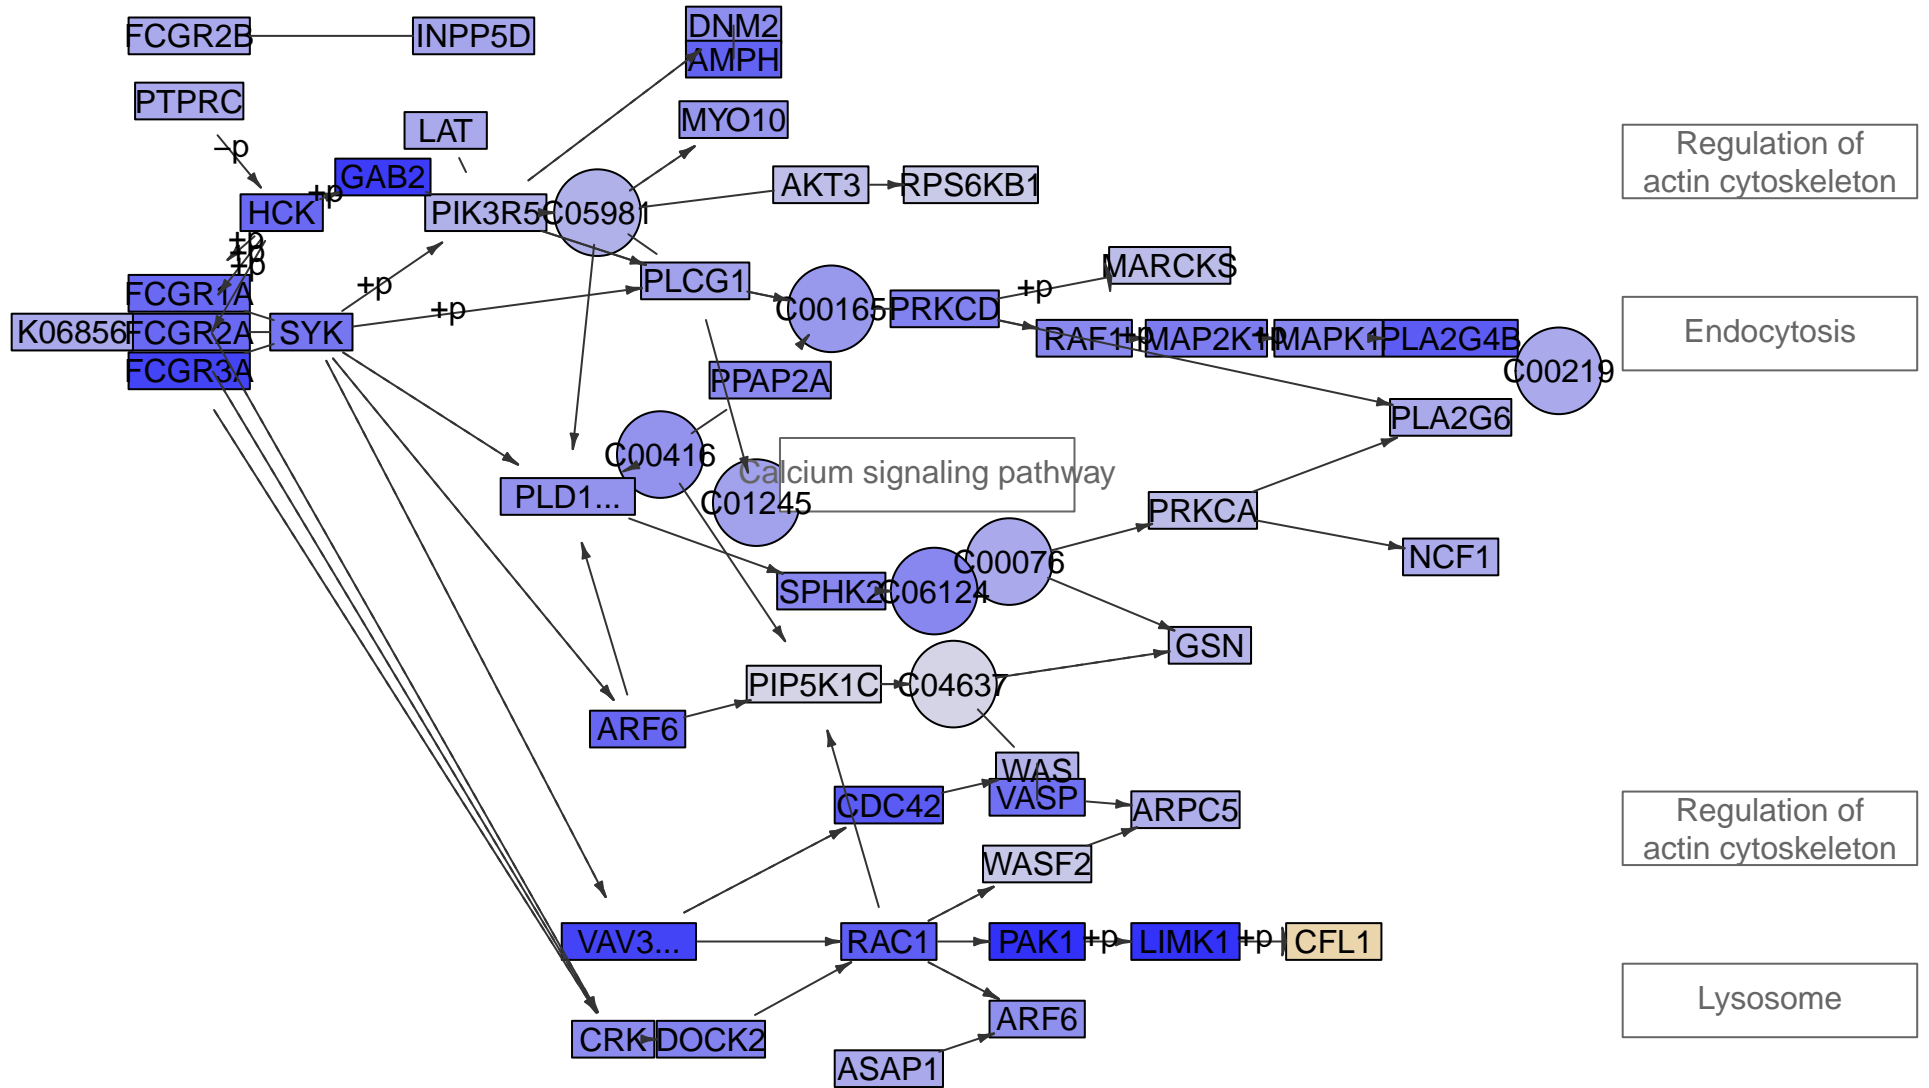 FCGR2B
INPP5D
DNM2
AMPH
PTPRC
LAT
MYO10
Regulation of
actin cytoskeleton
−p
GAB2
+p
HCK
PIK3R5
C05981
AKT3
RPS6KB1
+p
+p
+p
FCGR1A
+p
PLCG1
C00165
PRKCD
+p
MARCKS
K06856
FCGR2A
SYK
+p
RAF1
+p
MAP2K1
+p
MAPK1
PLA2G4B
Endocytosis
FCGR3A
PPAP2A
C00219
PLA2G6
C00416
Calcium signaling pathway
PLD1...
C01245
PRKCA
SPHK2
C06124
C00076
NCF1
GSN
PIP5K1C
C04637
ARF6
WAS
VASP
CDC42
ARPC5
Regulation of
actin cytoskeleton
WASF2
VAV3...
RAC1
PAK1
+p
LIMK1
+p
CFL1
Lysosome
ARF6
CRK
DOCK2
ASAP1